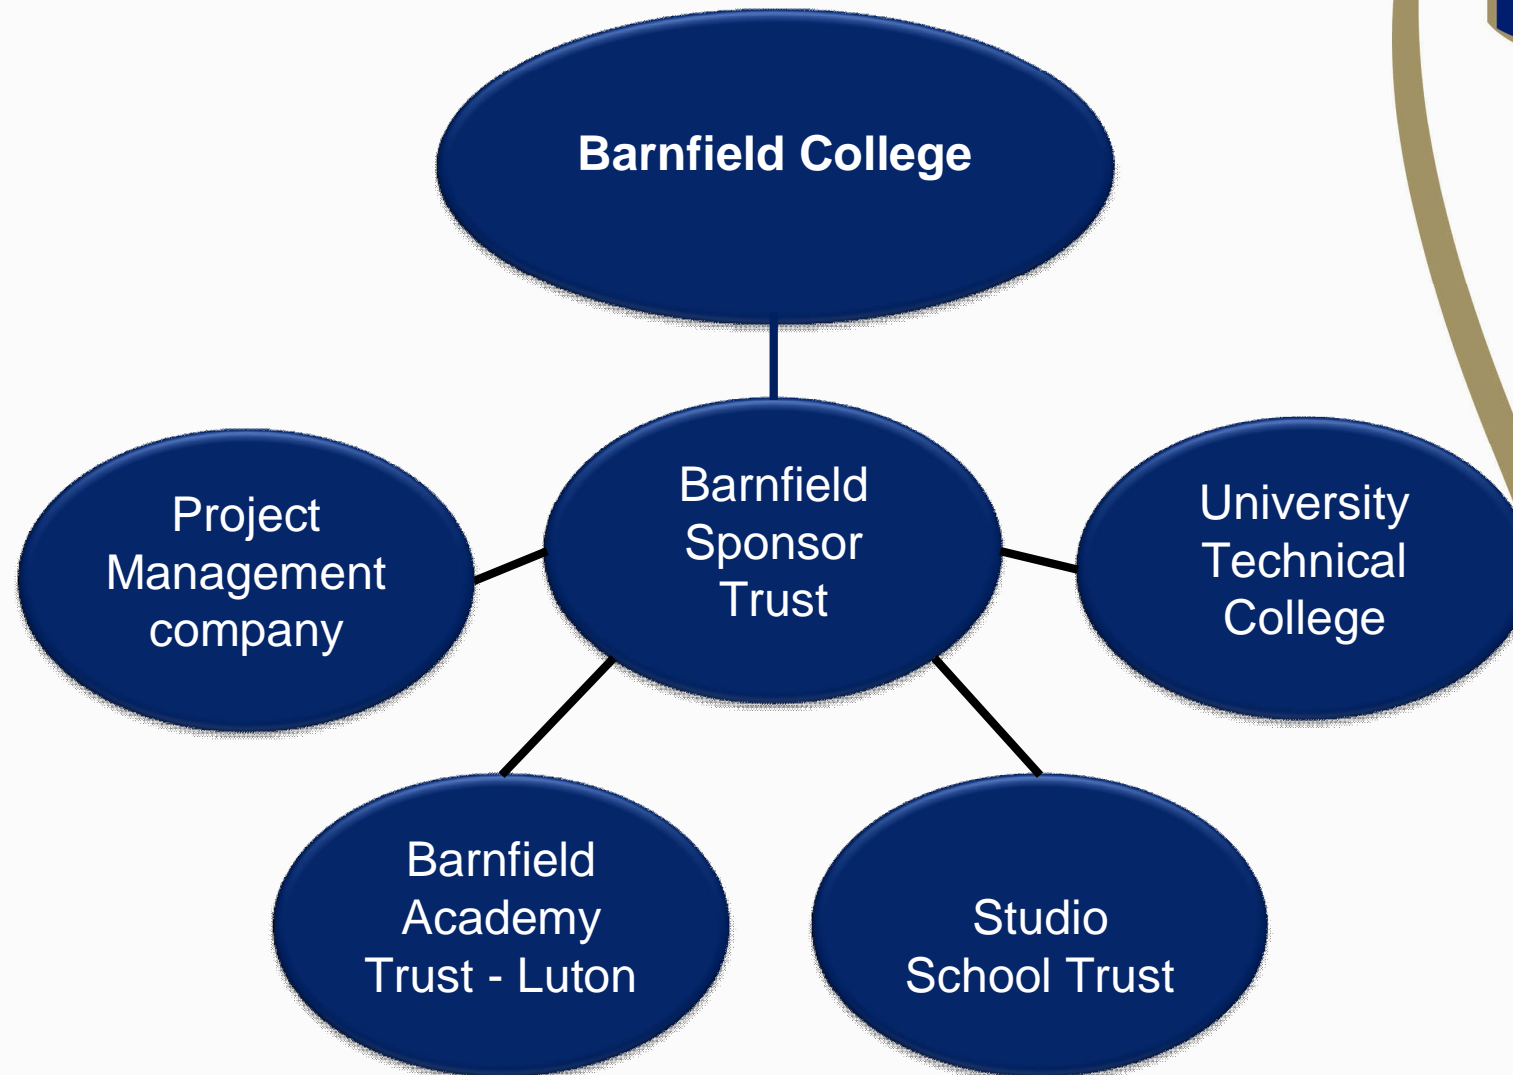 Barnfield College
Barnfield
Sponsor
Trust
Project
Management
company
University
Technical
College
Barnfield
Academy
Trust - Luton
Studio
School Trust